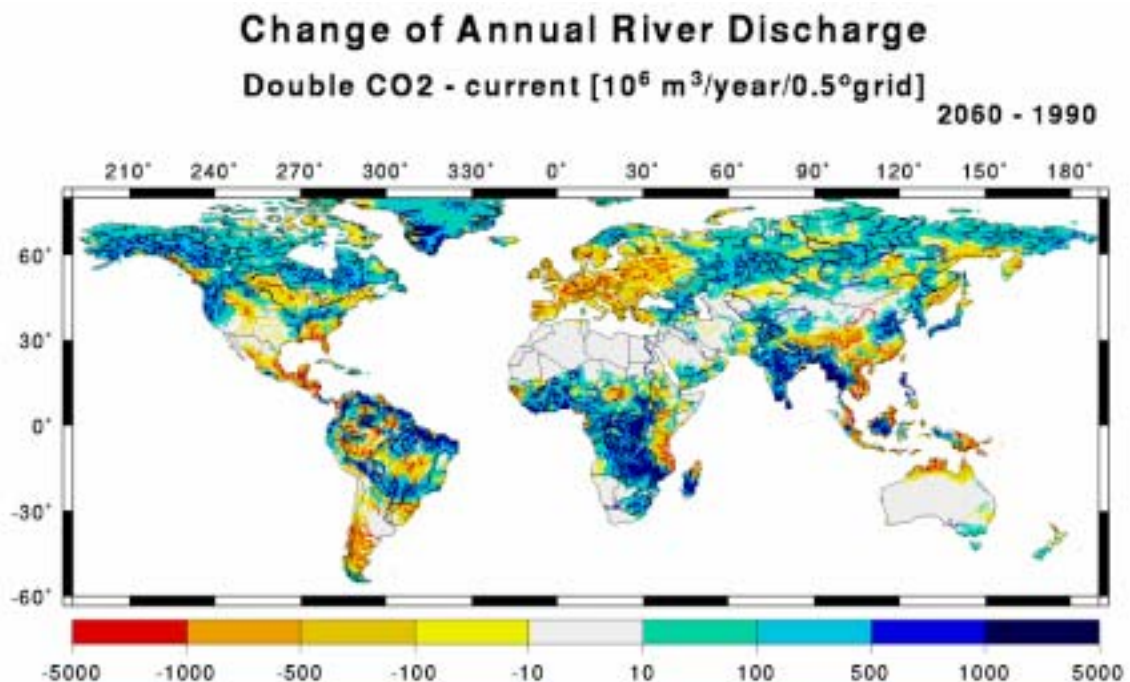 Change of Annual River Discharge
Double CO2 - current [10⁶ m³/year/0.5°grid]
2060 - 1990
210° 240° 270° 300° 330° 0° 30° 60° 90° 120° 150° 180°
60°
30°
0°
-30°
-60°
-5000 -1000 -500 -100 -10 10 100 500 1000 5000